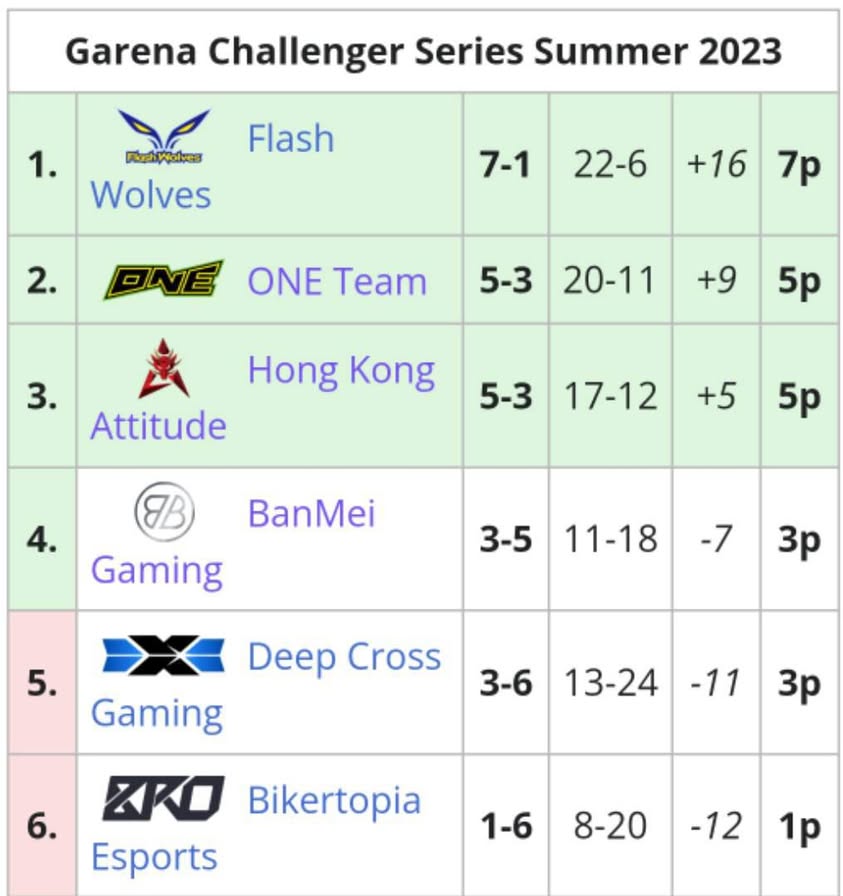 Garena Challenger Series Summer 2023
1. Flash Wolves Flash 7-1 22-6 +16 7p
Wolves
2. ONE ONE Team 5-3 20-11 +9 5p
3. Hong Kong 5-3 17-12 +5 5p
Attitude
4. BanMei 3-5 11-18 -7 3p
Gaming
5. Deep Cross 3-6 13-24 -11 3p
Gaming
6. Bikertopia 1-6 8-20 -12 1p
Esports